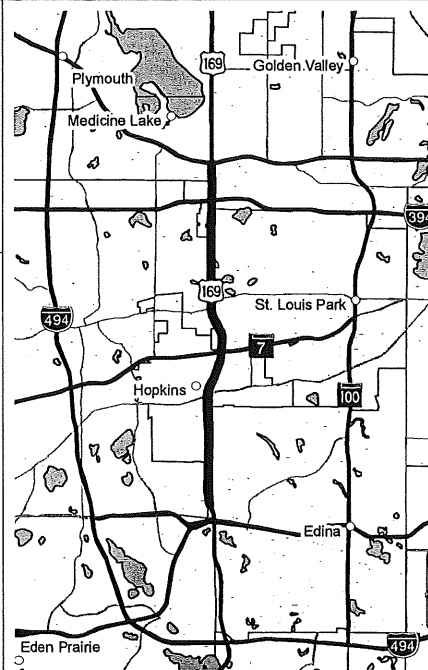 169
Golden Valley
Plymouth
Medicine Lake
394
169
St. Louis Park
494
7
Hopkins
100
Edina
Eden Prairie
494